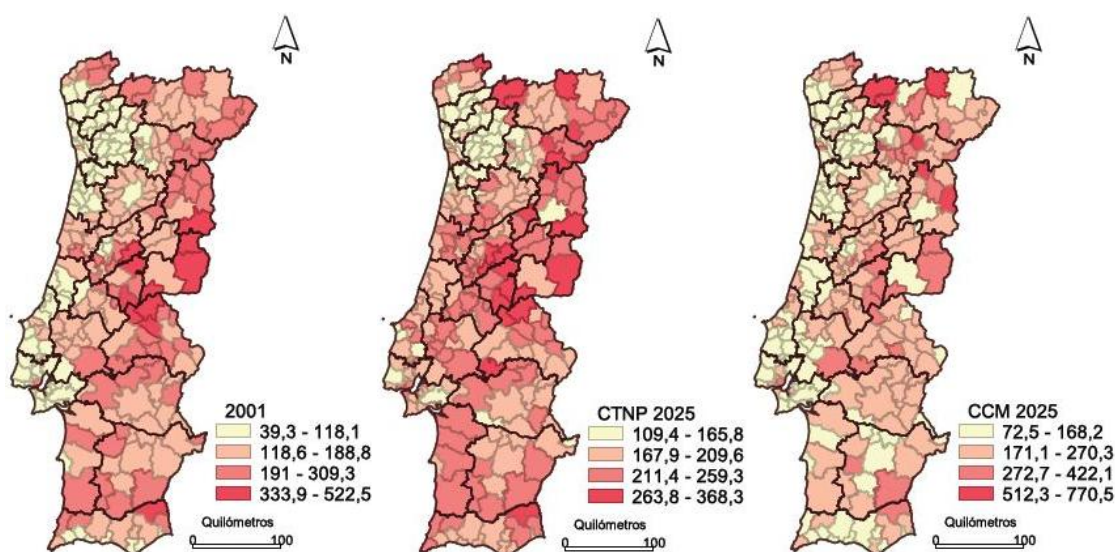 N
N
N
2001
39,3 - 118,1
118,6 - 188,8
191 - 309,3
333,9 - 522,5
Quilómetros
0 100
CTNP 2025
109,4 - 165,8
167,9 - 209,6
211,4 - 259,3
263,8 - 368,3
Quilómetros
0 100
CCM 2025
72,5 - 168,2
171,1 - 270,3
272,7 - 422,1
512,3 - 770,5
Quilómetros
0 100